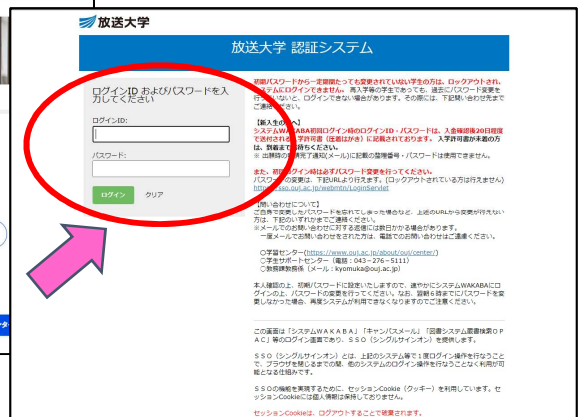 放送大学
放送大学 認証システム
ログインID およびパスワードを入
力してください
ログインID:
パスワード:
ログイン
クリア
初期パスワードから一定期間たっても変更されていない学生の方は、ロックアウトされ、
システムにログインできません。高入学等の学生であっても、過去にパスワード変更を
行っていないと、ログインできない場合があります。その際には、下記問い合せ先まで
ご連絡ください。
システムWAKABA初回ログイン時のログインID・パスワードは、入金確認後20日程度
で送付される入学許可書（圧着はがき）に記載されております。入学許可書が未着の方
は、到着までお待ちください。
※ 出願時の申請完了通知(メール)に記載の整理番号・パスワードは使用できません。
また、初回ログイン時は必ずパスワード変更を行ってください。
パスワードの変更は、下記URLより行えます。(ロックアウトされている方は行えません)
https://sso.ouj.ac.jp/webmtn/LoginServlet
【問い合わせについて】
ご自身で変更したパスワードを忘れてしまった場合など、上記のURLから変更が行えない
方は、下記のいずれかまでご連絡ください。
※メールでのお問い合わせに対する返信には数日かかる場合があります。
一度メールでお問い合わせをされた方は、電話でのお問い合わせはご遠慮ください。
○学習センター(https://www.ouj.ac.jp/about/ouj/center/)
○学生サポートセンター（電話：043－276－5111）
○教務課教務係（メール：kyomuka@ouj.ac.jp）
本人確認の上、初期パスワードに設定いたしますので、速やかにシステムWAKABAにロ
グインの上、パスワードの変更を行ってください。なお、翌朝６時までにパスワードを変
更しなかった場合、再度システムが利用できなくなりますのでご注意ください。
この画面は「システムＷＡＫＡＢＡ」「キャンパスメール」「図書システム蔵書検索ＯＰ
ＡＣ」等のログイン画面であり、ＳＳＯ（シングルサインオン）を提供します。
ＳＳＯ（シングルサインオン）とは、上記のシステム等で１度ログイン操作を行なうこと
で、ブラウザを閉じるまでの間、他のシステムのログイン操作を行なうことなく利用が可
能となる仕組みです。
ＳＳＯの機能を実現するために、セッションCookie（クッキー）を利用しています。セ
ッションCookieには個人情報は保持しておりません。
セッションCookieは、ログアウトすることで破棄されます。